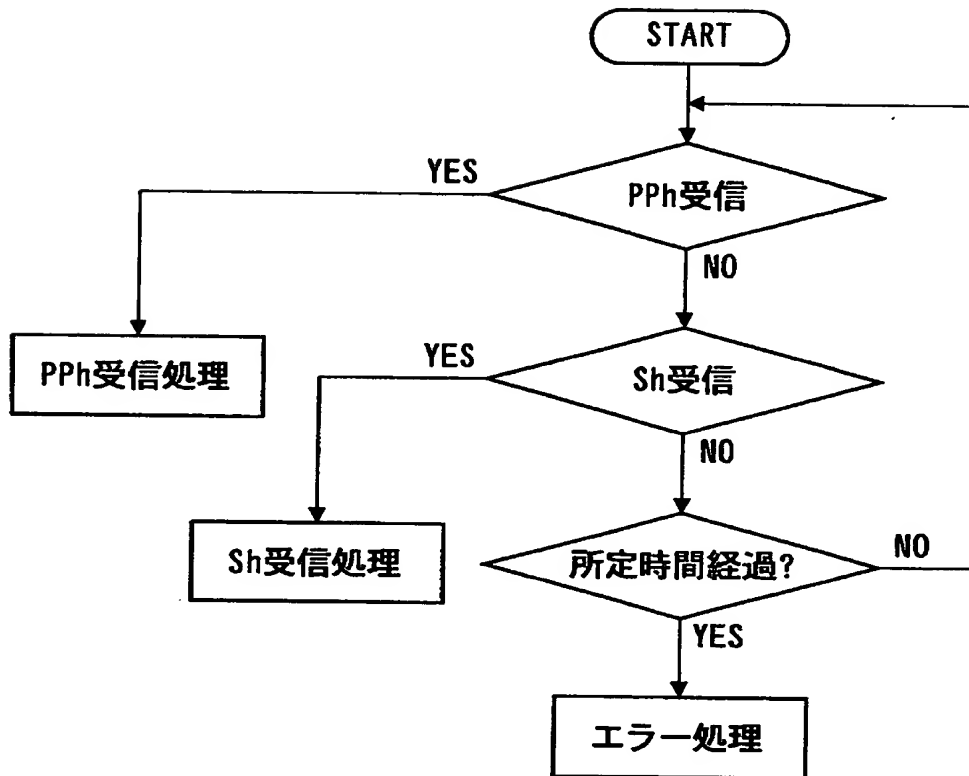 START
YES
PPh受信
NO
PPh受信処理
YES
Sh受信
NO
Sh受信処理
所定時間経過?
NO
YES
エラー処理